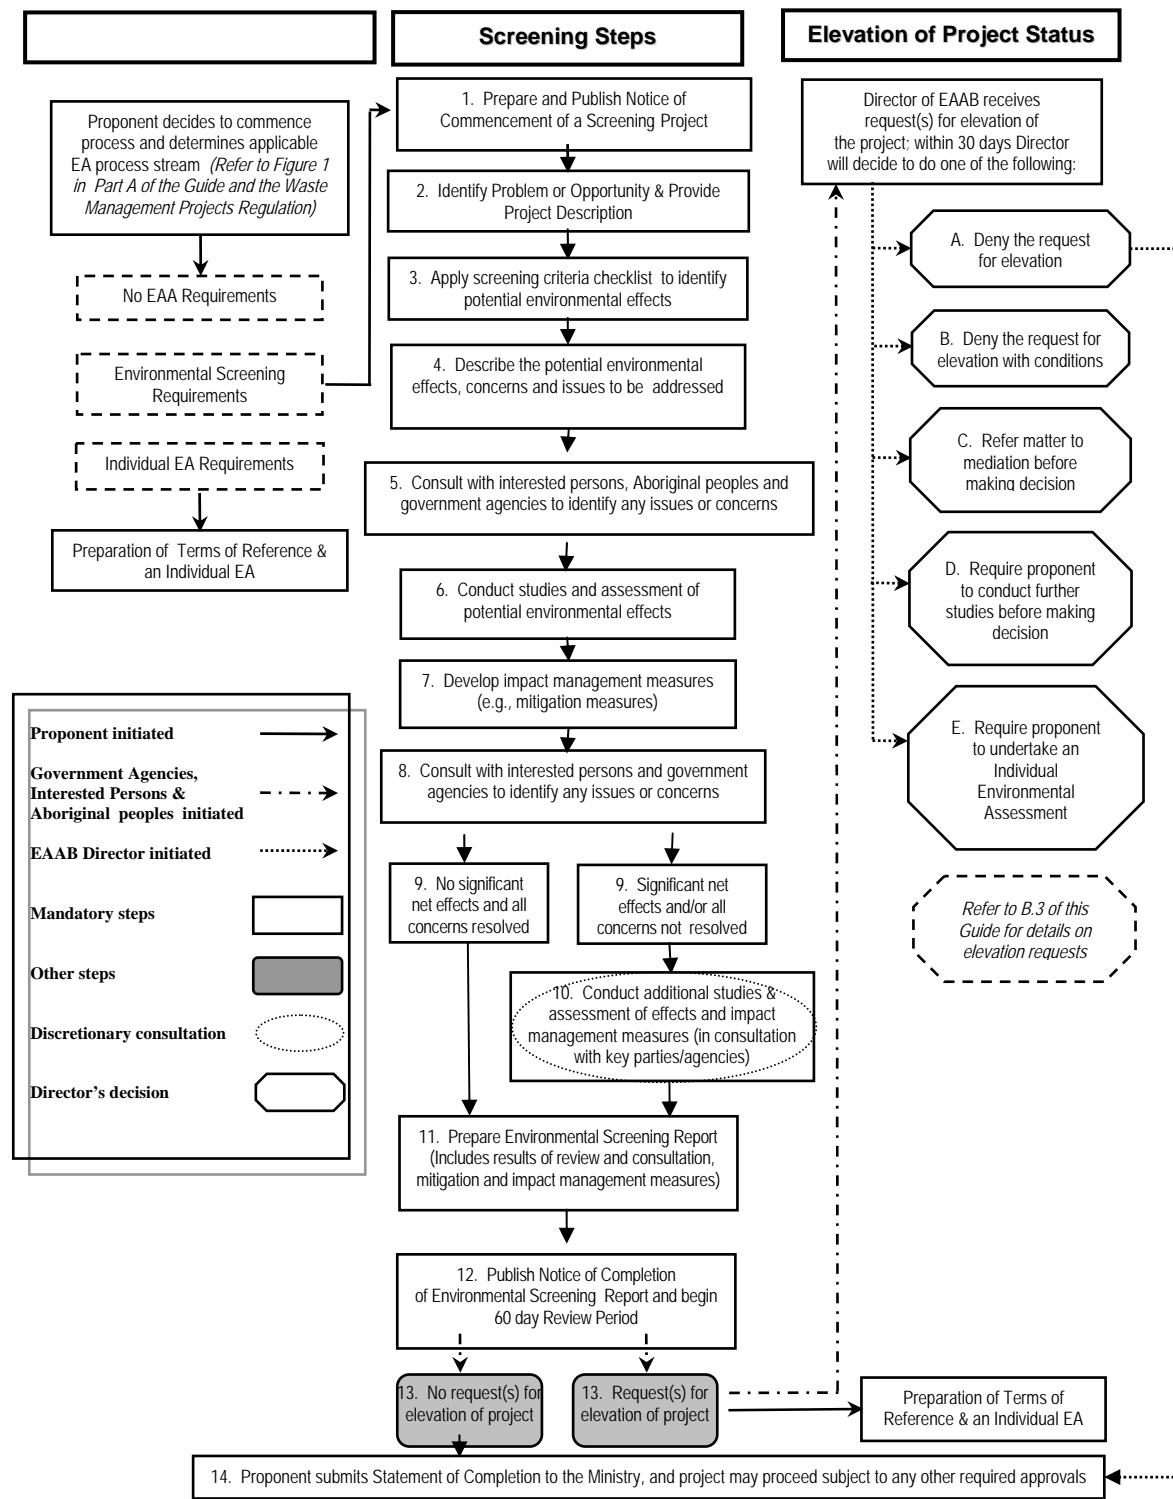 Screening Steps
Elevation of Project Status
Proponent decides to commence
process and determines applicable
EA process stream (Refer to Figure 1
in Part A of the Guide and the Waste
Management Projects Regulation)
No EAA Requirements
Environmental Screening
Requirements
Individual EA Requirements
Preparation of Terms of Reference &
an Individual EA
1. Prepare and Publish Notice of
Commencement of a Screening Project
2. Identify Problem or Opportunity & Provide
Project Description
3. Apply screening criteria checklist to identify
potential environmental effects
4. Describe the potential environmental
effects, concerns and issues to be addressed
5. Consult with interested persons, Aboriginal peoples and
government agencies to identify any issues or concerns
6. Conduct studies and assessment of
potential environmental effects
7. Develop impact management measures
(e.g., mitigation measures)
8. Consult with interested persons and government
agencies to identify any issues or concerns
9. No significant
net effects and all
concerns resolved
9. Significant net
effects and/or all
concerns not resolved
10. Conduct additional studies &
assessment of effects and impact
management measures (in consultation
with key parties/agencies)
11. Prepare Environmental Screening Report
(Includes results of review and consultation,
mitigation and impact management measures)
12. Publish Notice of Completion
of Environmental Screening Report and begin
60 day Review Period
13. No request(s) for
elevation of project
13. Request(s) for
elevation of project
Preparation of Terms of
Reference & an Individual EA
14. Proponent submits Statement of Completion to the Ministry, and project may proceed subject to any other required approvals
Director of EAAB receives
request(s) for elevation of
the project; within 30 days Director
will decide to do one of the following:
A. Deny the request
for elevation
B. Deny the request for
elevation with conditions
C. Refer matter to
mediation before
making decision
D. Require proponent
to conduct further
studies before making
decision
E. Require proponent
to undertake an
Individual
Environmental
Assessment
Refer to B.3 of this
Guide for details on
elevation requests
Proponent initiated
Government Agencies,
Interested Persons &
Aboriginal peoples initiated
EAAB Director initiated
Mandatory steps
Other steps
Discretionary consultation
Director's decision